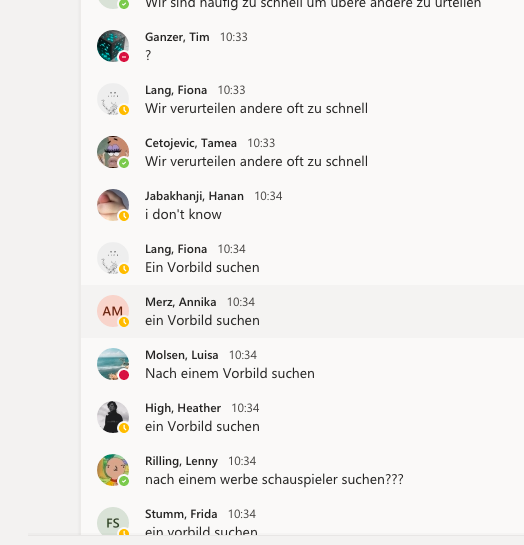 Wir sind häufig zu schnell um übere andere zu urteilen
Ganzer, Tim 10:33
?
Lang, Fiona 10:33
Wir verurteilen andere oft zu schnell
Cetojevic, Tamea 10:33
Wir verurteilen andere oft zu schnell
Jabakhanji, Hanan 10:34
i don't know
Lang, Fiona 10:34
Ein Vorbild suchen
AM
Merz, Annika 10:34
ein Vorbild suchen
Molsen, Luisa 10:34
Nach einem Vorbild suchen
High, Heather 10:34
ein Vorbild suchen
Rilling, Lenny 10:34
nach einem werbe schauspieler suchen???
FS
Stumm, Frida 10:34
ein vorbild suchen